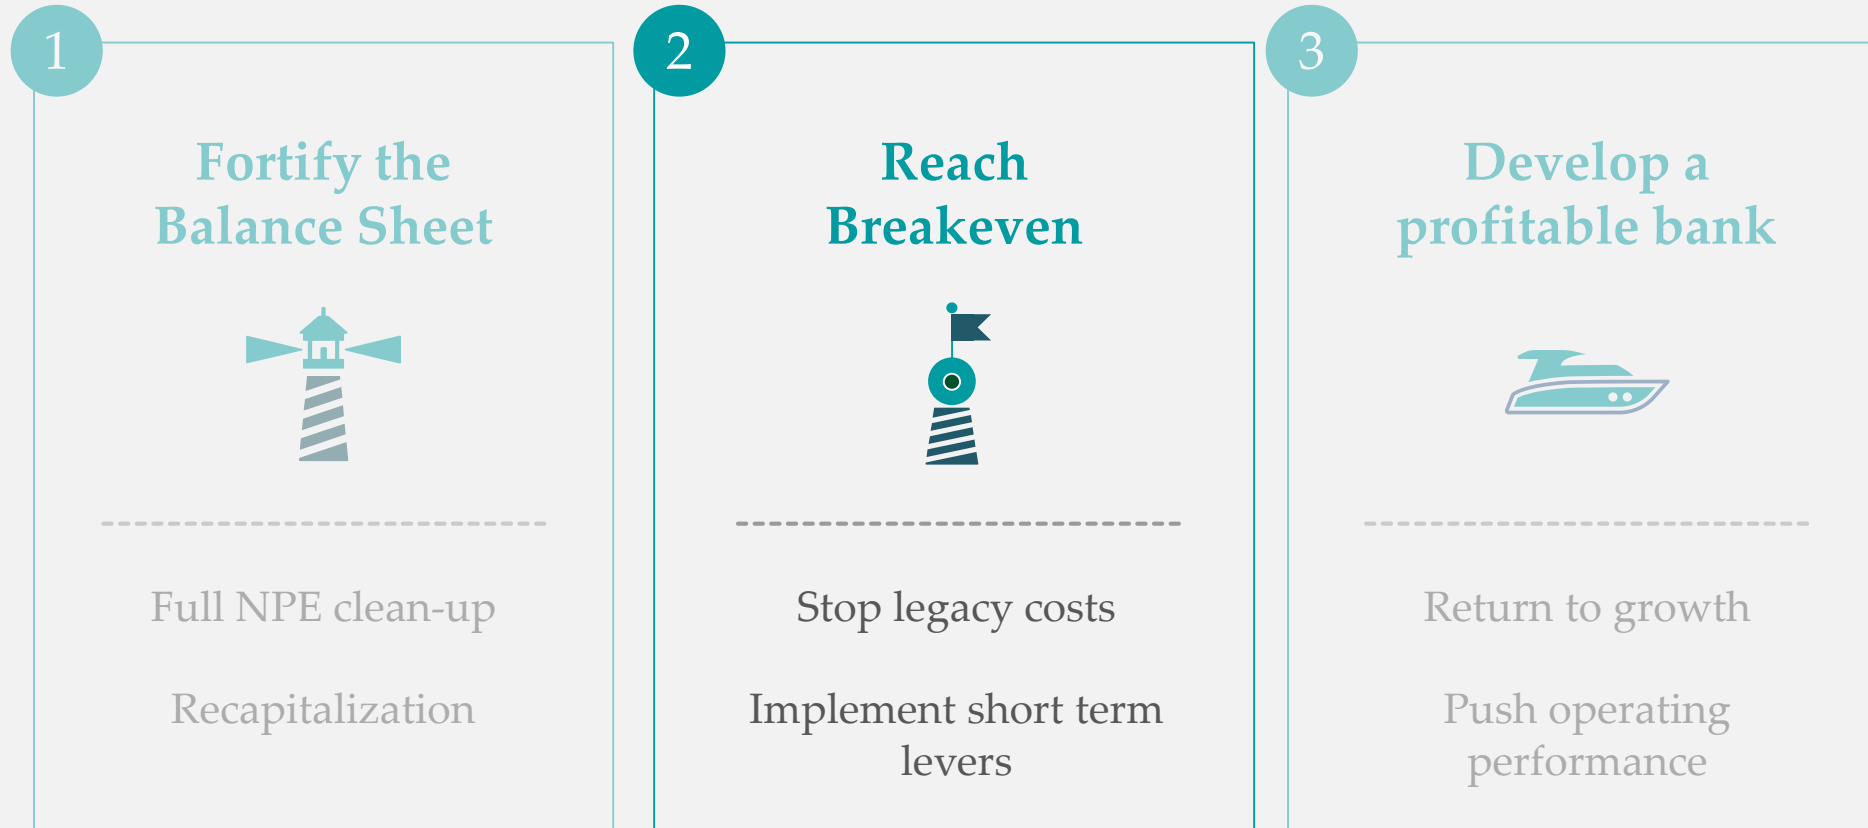 1
Fortify the
Balance Sheet
Full NPE clean-up
Recapitalization
2
Reach
Breakeven
Stop legacy costs
Implement short term
levers
3
Develop a
profitable bank
Return to growth
Push operating
performance